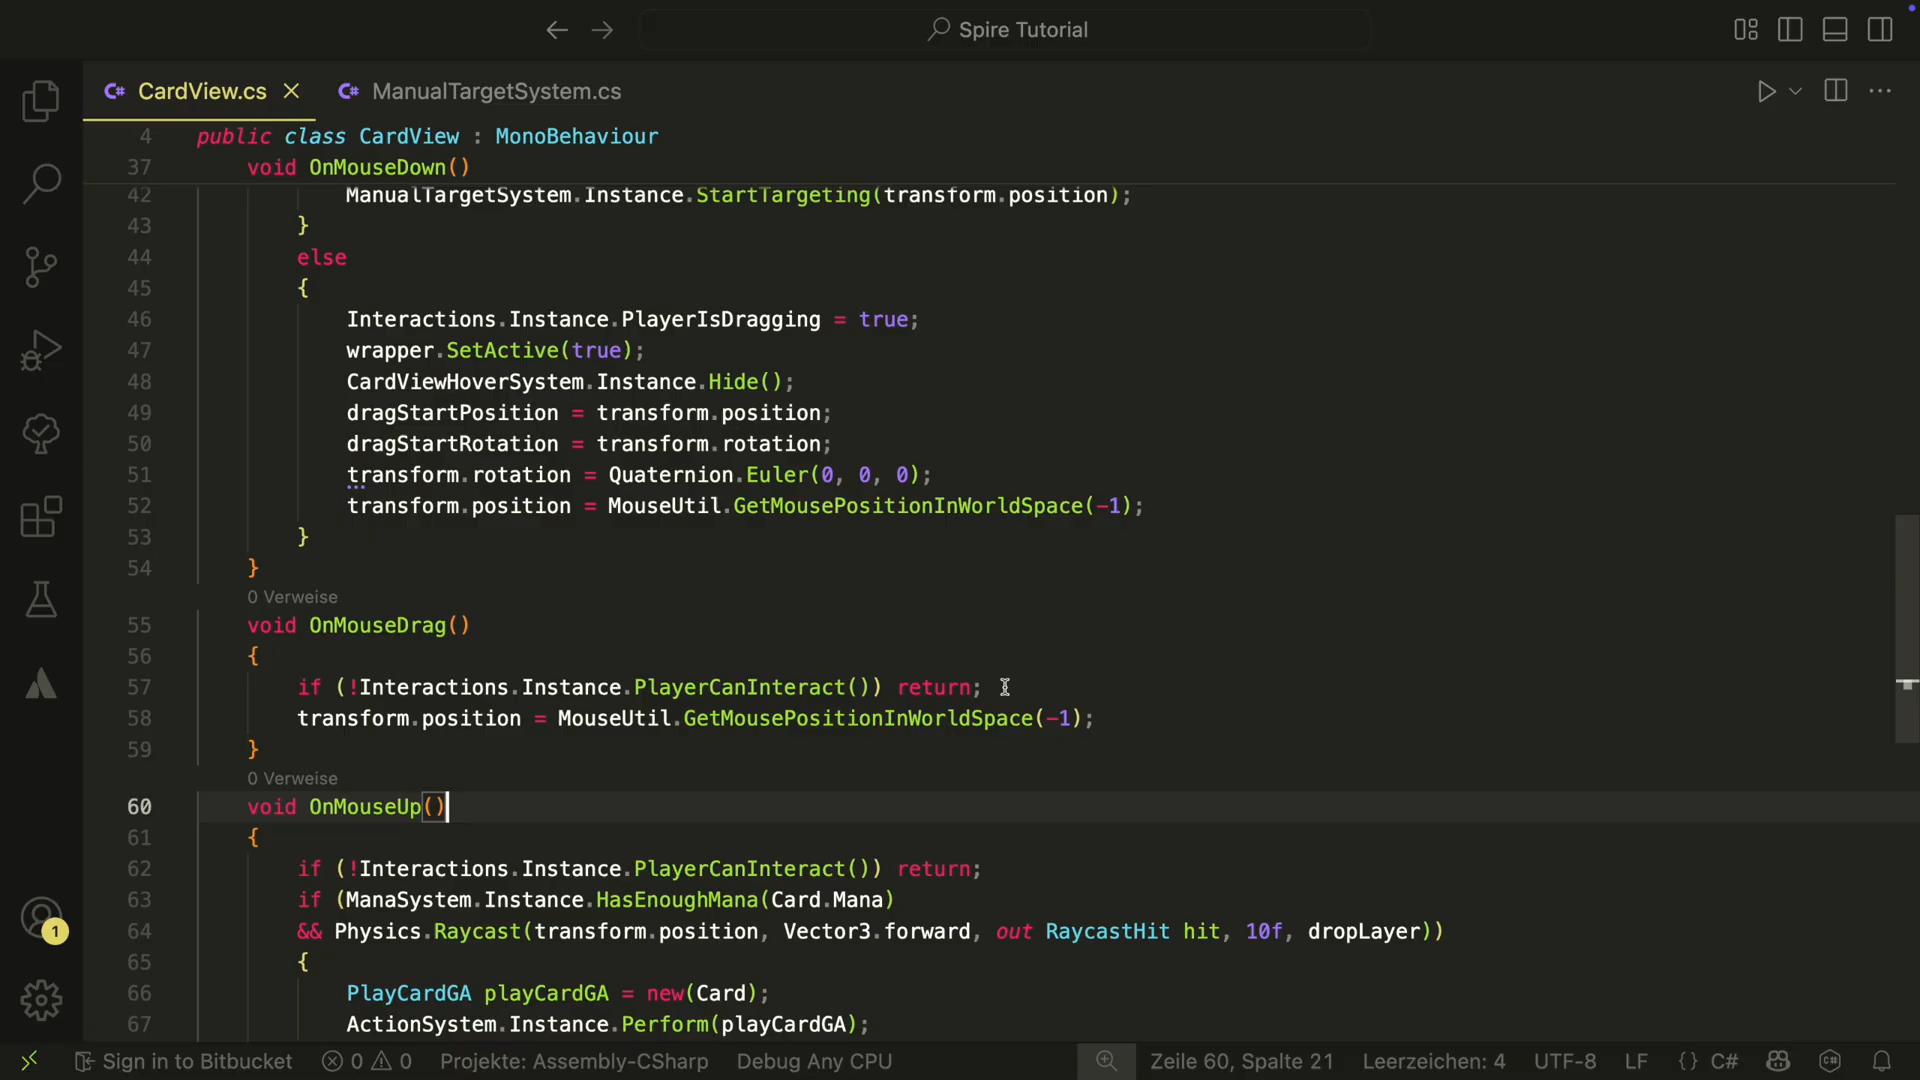 Spire Tutorial
CardView.cs
ManualTargetSystem.cs
4 public class CardView : MonoBehaviour
37 void OnMouseDown()
42 ManualTargetSystem.Instance.StartTargeting(transform.position);
43 }
44 else
45 {
46 Interactions.Instance.PlayerIsDragging = true;
47 wrapper.SetActive(true);
48 CardViewHoverSystem.Instance.Hide();
49 dragStartPosition = transform.position;
50 dragStartRotation = transform.rotation;
51 transform.rotation = Quaternion.Euler(0, 0, 0);
52 transform.position = MouseUtil.GetMousePositionInWorldSpace(-1);
53 }
54 }
0 Verweise
55 void OnMouseDrag()
56 {
57 if (!Interactions.Instance.PlayerCanInteract()) return;
58 transform.position = MouseUtil.GetMousePositionInWorldSpace(-1);
59 }
0 Verweise
60 void OnMouseUp()
61 {
62 if (!Interactions.Instance.PlayerCanInteract()) return;
63 if (ManaSystem.Instance.HasEnoughMana(Card.Mana)
64 && Physics.Raycast(transform.position, Vector3.forward, out RaycastHit hit, 10f, dropLayer))
65 {
66 PlayCardGA playCardGA = new(Card);
67 ActionSystem.Instance.Perform(playCardGA);
1
Sign in to Bitbucket 0 0 Projekte: Assembly-CSharp Debug Any CPU Zeile 60, Spalte 21 Leerzeichen: 4 UTF-8 LF {} C#